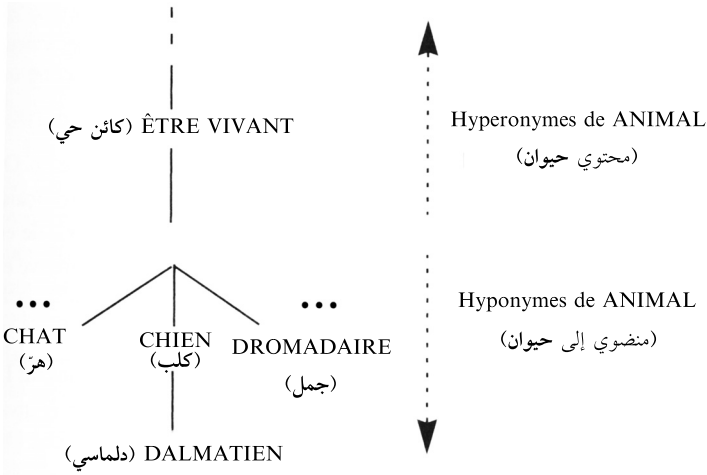 ÊTRE VIVANT (كائن حي)
Hyperonymes de ANIMAL
(محتوي حيوان)
Hyponymes de ANIMAL
(منضوي إلى حيوان)
...
...
CHAT
(هرّ)
CHIEN
(كلب)
DROMADAIRE
(جمل)
DALMATIEN (دلماسي)